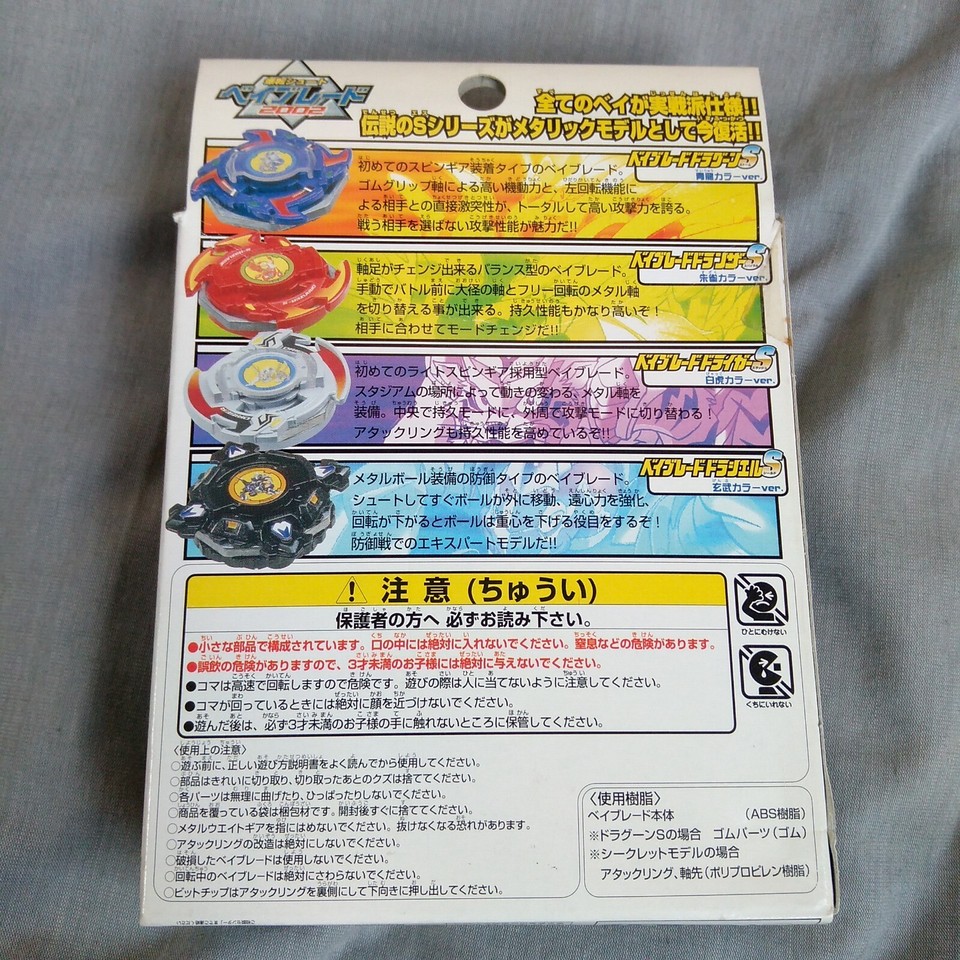 爆転シュート
ベイブレード
2002
全てのベイが実戦派仕様!!
伝説のSシリーズがメタリックモデルとして今復活!!
ベイブレードドラグーンS
青龍カラーver.
初めてのスピンギア装着タイプのベイブレード。
ゴムグリップ軸による高い機動力と、左回転機能に
よる相手との直接激突性が、トータルして高い攻撃力を誇る。
戦う相手を選ばない攻撃性能が魅力だ!!
ベイブレードドランザーS
朱雀カラーver.
軸足がチェンジ出来るバランス型のベイブレード。
手動でバトル前に大径の軸とフリー回転のメタル軸
を切り替える事が出来る。持久性能もかなり高いぞ!
相手に合わせてモードチェンジだ!!
ベイブレードドライガーS
白虎カラーver.
初めてのライトスピンギア採用型ベイブレード。
スタジアムの場所によって動きの変わる、メタル軸を
装備。中央で持久モードに、外周で攻撃モードに切り替わる!
アタックリングも持久性能を高めているぞ!!
ベイブレードドラシエルS
玄武カラーver.
メタルボール装備の防御タイプのベイブレード。
シュートしてすぐボールが外に移動、遠心力を強化、
回転が下がるとボールは重心を下げる役目をするぞ!
防御戦でのエキスパートモデルだ!!
注意(ちゅうい)
保護者の方へ 必ずお読み下さい。
●小さな部品で構成されています。口の中には絶対に入れないでください。窒息などの危険があります。
●誤飲の危険がありますので、3才未満のお子様には絶対に与えないでください。
●コマは高速で回転しますので危険です。遊びの際は人に当てないように注意してください。
●コマが回っているときには絶対に顔を近づけないでください。
●遊んだ後は、必ず3才未満のお子様の手に触れないところに保管してください。
ひとにむけない
くちにいれない
〈使用上の注意〉
○遊ぶ前に、正しい遊び方説明書をよく読んでから使用してください。
○部品はきれいに切り取り、切り取ったあとのクズは捨ててください。
○各パーツは無理に曲げたり、ひっぱったりしないでください。
○商品を覆っている袋は梱包材です。開封後すぐに捨ててください。
○メタルウエイトギアを指にはめないでください。抜けなくなる恐れがあります。
○アタックリングの改造は絶対にしないでください。
○破損したベイブレードは使用しないでください。
○回転中のベイブレードは絶対にさわらないでください。
○ビットチップはアタックリングを裏側にして下向きに押し出してください。
〈使用樹脂〉
ベイブレード本体 (ABS樹脂)
※ドラグーンSの場合 ゴムパーツ(ゴム)
※シークレットモデルの場合
アタックリング、軸先(ポリプロピレン樹脂)